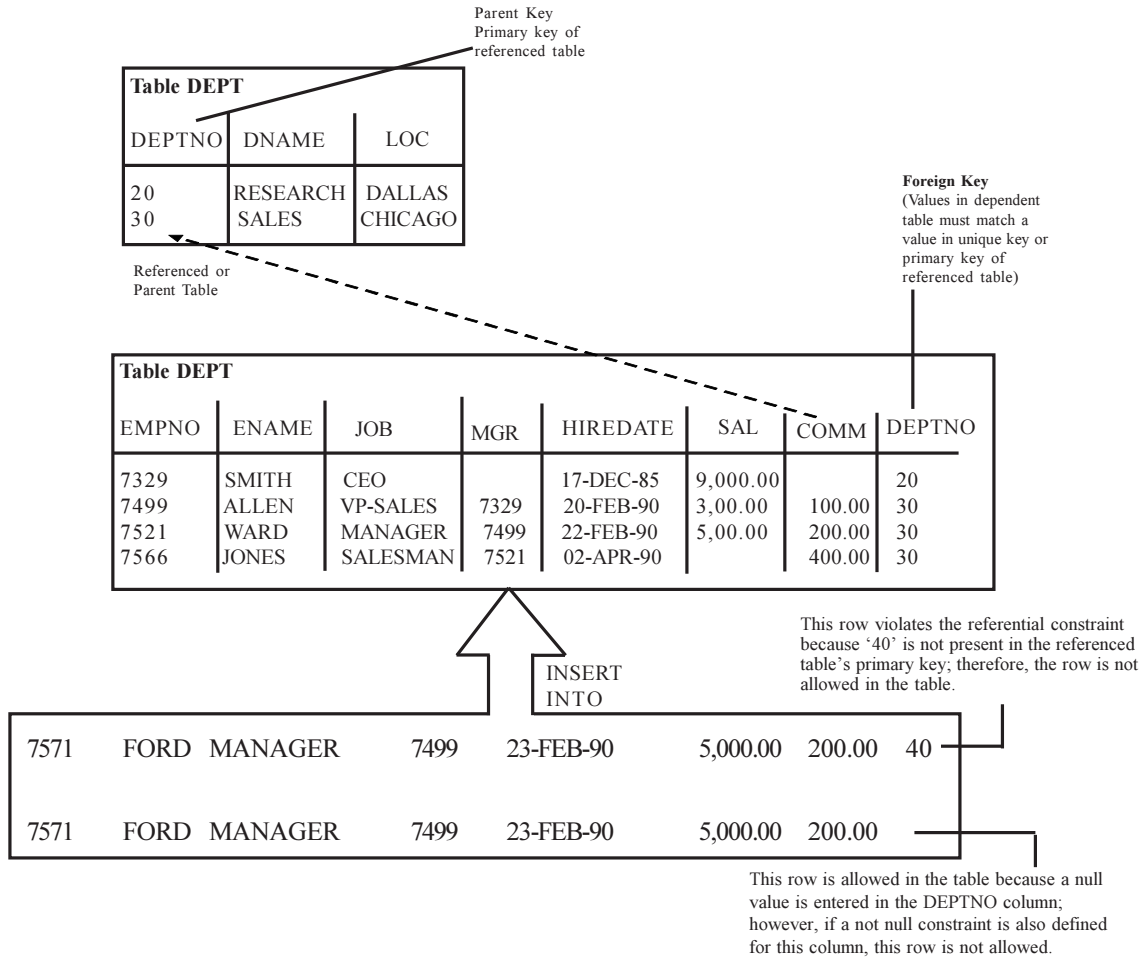 Parent Key
Primary key of
referenced table
Table DEPT
DEPTNO DNAME LOC
20 RESEARCH DALLAS
30 SALES CHICAGO
Referenced or
Parent Table
Foreign Key
(Values in dependent
table must match a
value in unique key or
primary key of
referenced table)
Table DEPT
EMPNO ENAME JOB MGR HIREDATE SAL COMM DEPTNO
7329 SMITH CEO 17-DEC-85 9,000.00 20
7499 ALLEN VP-SALES 7329 20-FEB-90 3,00.00 100.00 30
7521 WARD MANAGER 7499 22-FEB-90 5,00.00 200.00 30
7566 JONES SALESMAN 7521 02-APR-90 400.00 30
INSERT
INTO
This row violates the referential constraint
because ‘40’ is not present in the referenced
table's primary key; therefore, the row is not
allowed in the table.
7571 FORD MANAGER 7499 23-FEB-90 5,000.00 200.00 40
7571 FORD MANAGER 7499 23-FEB-90 5,000.00 200.00
This row is allowed in the table because a null
value is entered in the DEPTNO column;
however, if a not null constraint is also defined
for this column, this row is not allowed.